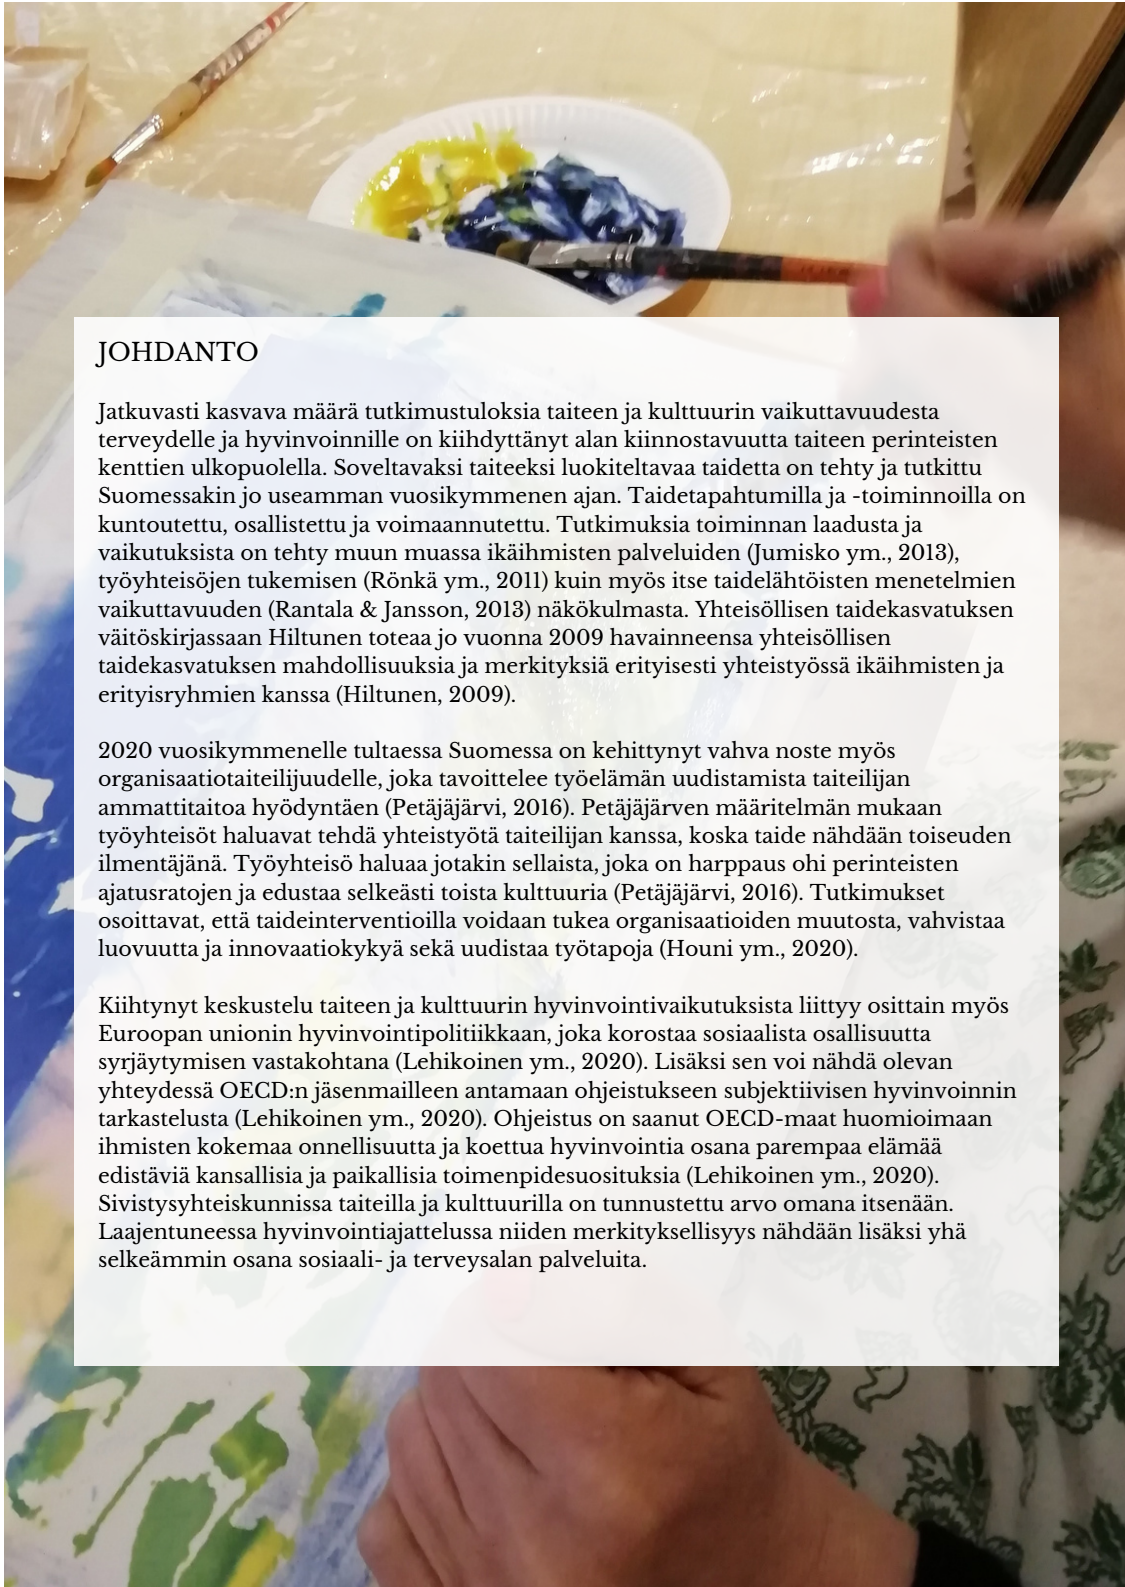 JOHDANTO
Jatkuvasti kasvava määrä tutkimustuloksia taiteen ja kulttuurin vaikuttavuudesta
terveydelle ja hyvinvoinnille on kiihdyttänyt alan kiinnostavuutta taiteen perinteisten
kenttien ulkopuolella. Soveltavaksi taiteeksi luokiteltavaa taidetta on tehty ja tutkittu
Suomessakin jo useamman vuosikymmenen ajan. Taidetapahtumilla ja -toiminnoilla on
kuntoutettu, osallistettu ja voimaannutettu. Tutkimuksia toiminnan laadusta ja
vaikutuksista on tehty muun muassa ikäihmisten palveluiden (Jumisko ym., 2013),
työyhteisöjen tukemisen (Rönkä ym., 2011) kuin myös itse taidelähtöisten menetelmien
vaikuttavuuden (Rantala & Jansson, 2013) näkökulmasta. Yhteisöllisen taidekasvatuksen
väitöskirjassaan Hiltunen toteaa jo vuonna 2009 havainneensa yhteisöllisen
taidekasvatuksen mahdollisuuksia ja merkityksiä erityisesti yhteistyössä ikäihmisten ja
erityisryhmien kanssa (Hiltunen, 2009).
2020 vuosikymmenelle tultaessa Suomessa on kehittynyt vahva noste myös
organisaatiotaiteilijuudelle, joka tavoittelee työelämän uudistamista taiteilijan
ammattitaitoa hyödyntäen (Petäjäjärvi, 2016). Petäjäjärven määritelmän mukaan
työyhteisöt haluavat tehdä yhteistyötä taiteilijan kanssa, koska taide nähdään toiseuden
ilmentäjänä. Työyhteisö haluaa jotakin sellaista, joka on harppaus ohi perinteisten
ajatusratojen ja edustaa selkeästi toista kulttuuria (Petäjäjärvi, 2016). Tutkimukset
osoittavat, että taideinterventioilla voidaan tukea organisaatioiden muutosta, vahvistaa
luovuutta ja innovaatiokykyä sekä uudistaa työtapoja (Houni ym., 2020).
Kiihtynyt keskustelu taiteen ja kulttuurin hyvinvointivaikutuksista liittyy osittain myös
Euroopan unionin hyvinvointipolitiikkaan, joka korostaa sosiaalista osallisuutta
syrjäytymisen vastakohtana (Lehikoinen ym., 2020). Lisäksi sen voi nähdä olevan
yhteydessä OECD:n jäsenmailleen antamaan ohjeistukseen subjektiivisen hyvinvoinnin
tarkastelusta (Lehikoinen ym., 2020). Ohjeistus on saanut OECD-maat huomioimaan
ihmisten kokemaa onnellisuutta ja koettua hyvinvointia osana parempaa elämää
edistäviä kansallisia ja paikallisia toimenpidesuosituksia (Lehikoinen ym., 2020).
Sivistysyhteiskunnissa taiteilla ja kulttuurilla on tunnustettu arvo omana itsenään.
Laajentuneessa hyvinvointiajattelussa niiden merkityksellisyys nähdään lisäksi yhä
selkeämmin osana sosiaali- ja terveysalan palveluita.